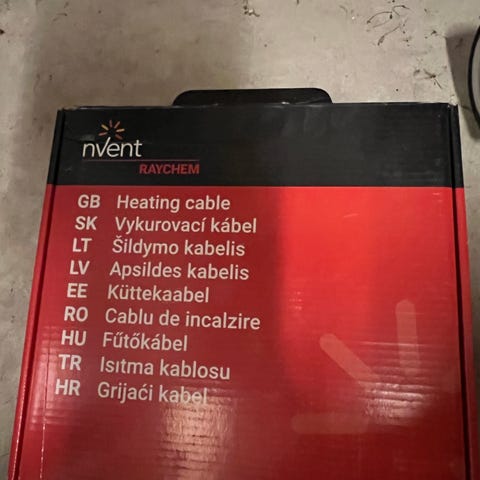 nvent
RAYCHEM
GB Heating cable
SK Vykurovací kábel
LT Šildymo kabelis
LV Apsildes kabelis
EE Küttekaabel
RO Cablu de incalzire
HU Fűtőkábel
TR Isıtma kablosu
HR Grijaći kabel